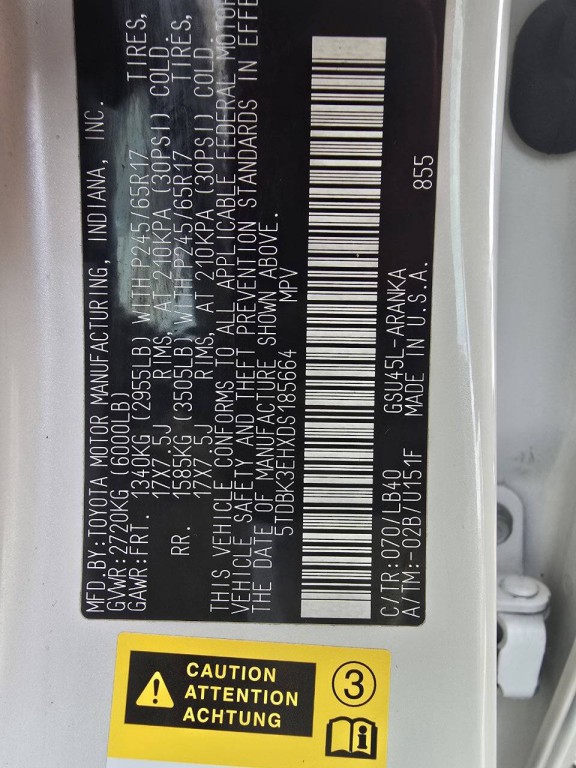 MFD.BY:TOYOTA MOTOR MANUFACTURING, INDIANA, INC.
GVWR:2720KG (6000LB)
GAWR:FRT. 1340KG (2955LB) WITH P245/65R17 TIRES,
17X7.5J RIMS, AT 210KPA (30PSI) COLD.
RR. 1585KG (3505LB) WITH P245/65R17 TIRES,
17X7.5J RIMS, AT 210KPA (30PSI) COLD.
THIS VEHICLE CONFORMS TO ALL APPLICABLE FEDERAL MOTOR
VEHICLE SAFETY AND THEFT PREVENTION STANDARDS IN EFFE
THE DATE OF MANUFACTURE SHOWN ABOVE.
5TDBK3EHXDS185664 MPV
C/TR:070/LB40 GSU45L-ARANKA 855
A/TM:-02B/U151F MADE IN U.S.A.
CAUTION
ATTENTION
ACHTUNG
3
i